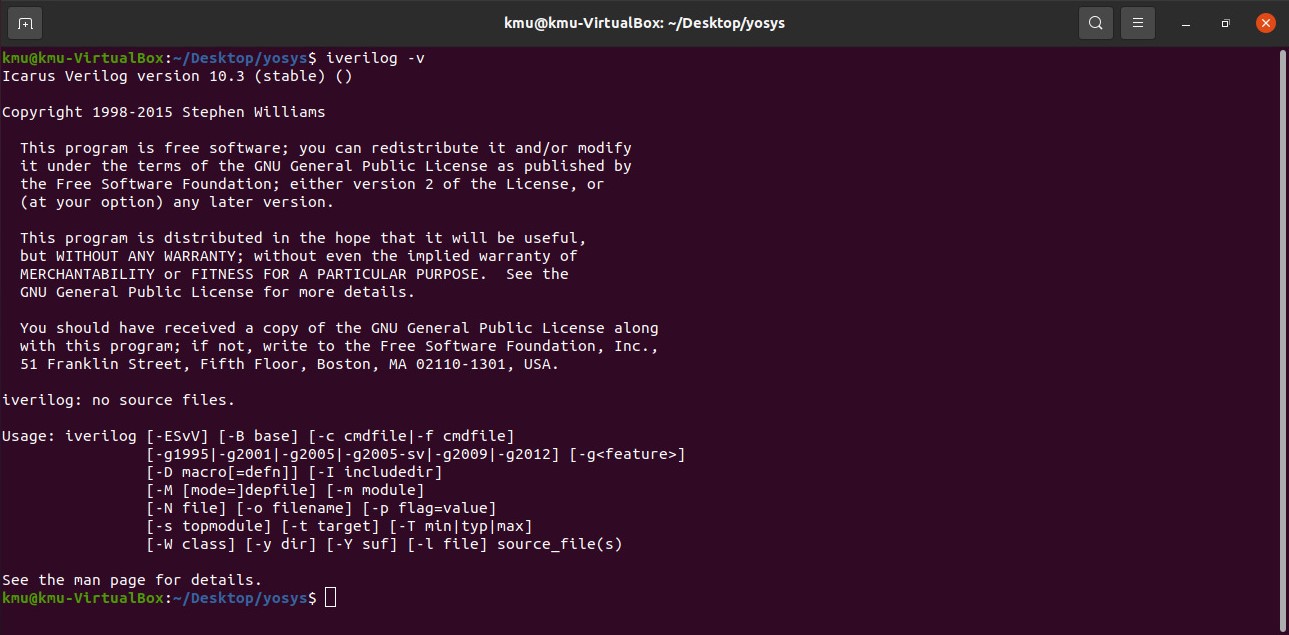 kmu@kmu-VirtualBox: ~/Desktop/yosys
kmu@kmu-VirtualBox:~/Desktop/yosys$ iverilog -v
Icarus Verilog version 10.3 (stable) ()
Copyright 1998-2015 Stephen Williams
This program is free software; you can redistribute it and/or modify
it under the terms of the GNU General Public License as published by
the Free Software Foundation; either version 2 of the License, or
(at your option) any later version.
This program is distributed in the hope that it will be useful,
but WITHOUT ANY WARRANTY; without even the implied warranty of
MERCHANTABILITY or FITNESS FOR A PARTICULAR PURPOSE.  See the
GNU General Public License for more details.
You should have received a copy of the GNU General Public License along
with this program; if not, write to the Free Software Foundation, Inc.,
51 Franklin Street, Fifth Floor, Boston, MA 02110-1301, USA.
iverilog: no source files.
Usage: iverilog [-ESvV] [-B base] [-c cmdfile|-f cmdfile]
[-g1995|-g2001|-g2005|-g2005-sv|-g2009|-g2012] [-g<feature>]
[-D macro[=defn]] [-I includedir]
[-M [mode=]depfile] [-m module]
[-N file] [-o filename] [-p flag=value]
[-s topmodule] [-t target] [-T min|typ|max]
[-W class] [-y dir] [-Y suf] [-l file] source_file(s)
See the man page for details.
kmu@kmu-VirtualBox:~/Desktop/yosys$